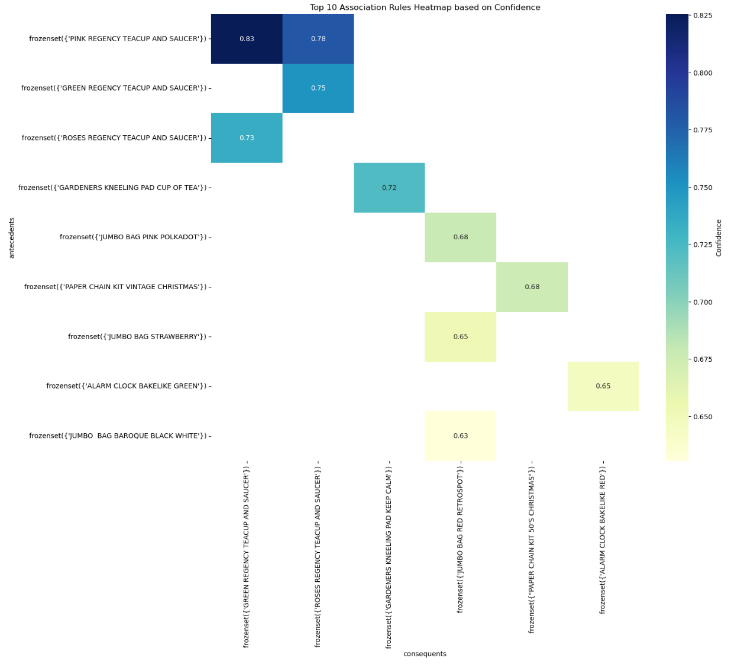 Top 10 Association Rules Heatmap based on Confidence
frozenset({'PINK REGENCY TEACUP AND SAUCER'})
0.83
0.78
frozenset({'GREEN REGENCY TEACUP AND SAUCER'})
0.75
frozenset({'ROSES REGENCY TEACUP AND SAUCER'})
0.73
frozenset({'GARDENERS KNEELING PAD CUP OF TEA'})
0.72
frozenset({'JUMBO BAG PINK POLKADOT'})
0.68
frozenset({'PAPER CHAIN KIT VINTAGE CHRISTMAS'})
0.68
frozenset({'JUMBO BAG STRAWBERRY'})
0.65
frozenset({'ALARM CLOCK BAKELIKE GREEN'})
0.65
frozenset({'JUMBO  BAG BAROQUE BLACK WHITE'})
0.63
antecedents
frozenset({'GREEN REGENCY TEACUP AND SAUCER'})
frozenset({'ROSES REGENCY TEACUP AND SAUCER'})
frozenset({'GARDENERS KNEELING PAD KEEP CALM'})
frozenset({'JUMBO BAG RED RETROSPOT'})
frozenset({"PAPER CHAIN KIT 50'S CHRISTMAS"})
frozenset({'ALARM CLOCK BAKELIKE RED'})
consequents
0.825
0.800
0.775
0.750
0.725
0.700
0.675
0.650
Confidence